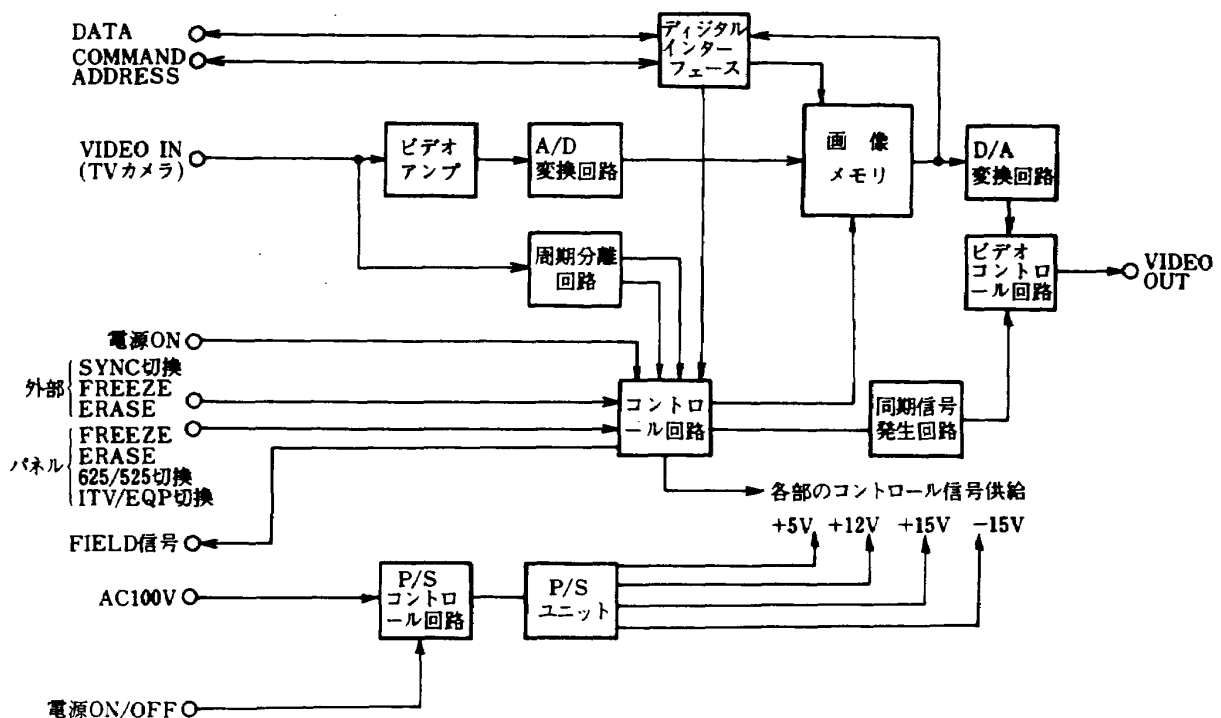 DATA
COMMAND
ADDRESS
ディジタル
インター
フェース
VIDEO IN
(TVカメラ)
ビデオ
アンプ
A/D
変換回路
画像
メモリ
D/A
変換回路
周期分離
回路
ビデオ
コントロ
ール回路
VIDEO
OUT
電源ON
外部
SYNC切換
FREEZE
ERASE
パネル
FREEZE
ERASE
625/525切換
ITV/EQP切換
コントロ
ール回路
同期信号
発生回路
各部のコントロール信号供給
+5V +12V +15V -15V
FIELD信号
AC100V
P/S
コントロ
ール回路
P/S
ユニット
電源ON/OFF